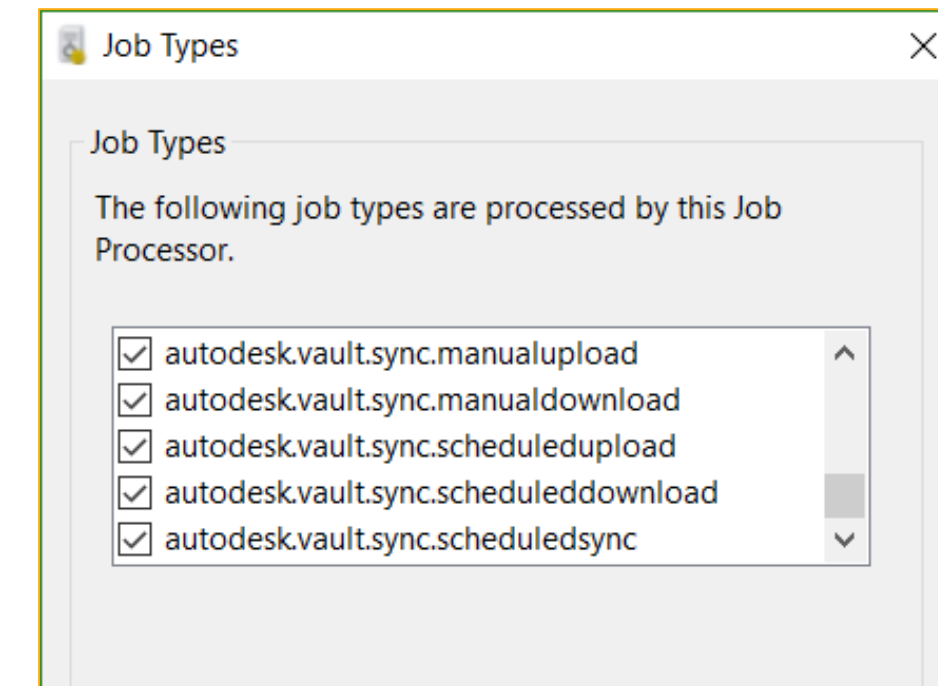 Job Types
Job Types
The following job types are processed by this Job
Processor.
autodesk.vault.sync.manualupload
autodesk.vault.sync.manualdownload
autodesk.vault.sync.scheduledupload
autodesk.vault.sync.scheduleddownload
autodesk.vault.sync.scheduledsync